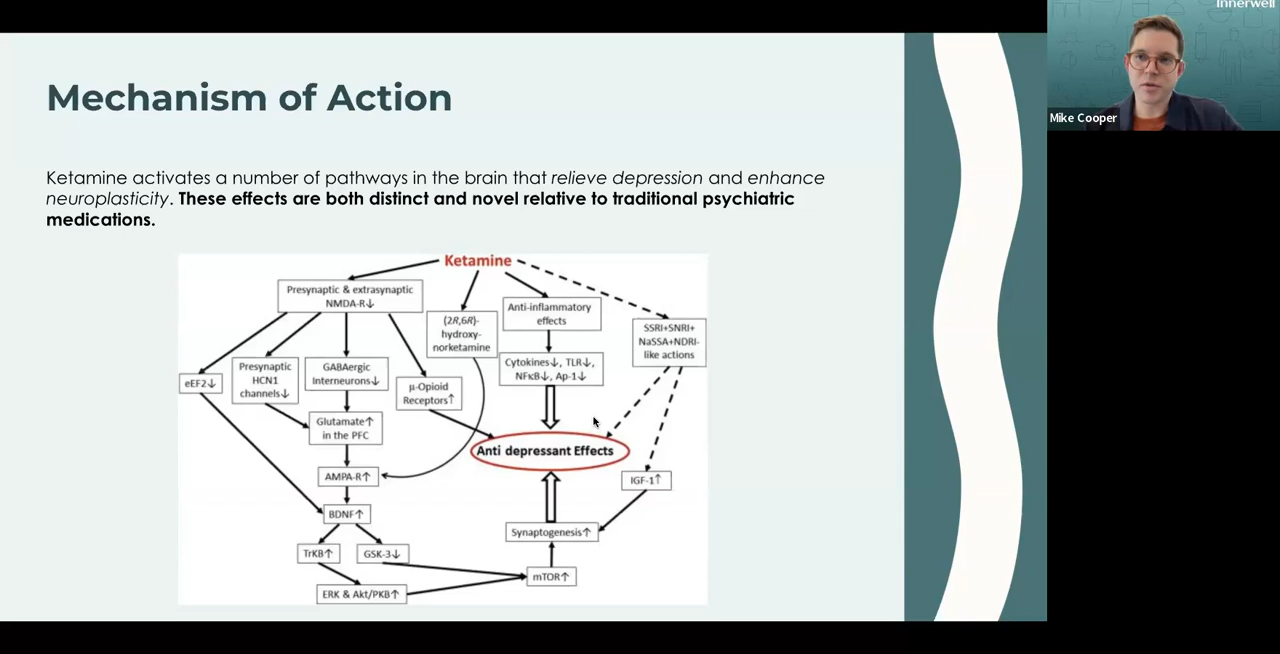 Innerwell
Mike Cooper
Mechanism of Action
Ketamine activates a number of pathways in the brain that relieve depression and enhance
neuroplasticity. These effects are both distinct and novel relative to traditional psychiatric
medications.
Ketamine
Presynaptic & extrasynaptic
NMDA-R↓
(2R,6R)-
hydroxy-
norketamine
Anti-inflammatory
effects
SSRI+SNRI+
NaSSA+NDRI-
like actions
eEF2↓
Presynaptic
HCN1
channels↓
GABAergic
Interneurons↓
μ-Opioid
Receptors↑
Cytokines↓, TLR↓,
NFκB↓, Ap-1↓
Glutamate↑
in the PFC
Anti depressant Effects
AMPA-R↑
IGF-1↑
BDNF↑
Synaptogenesis↑
TrKB↑
GSK-3↓
mTOR↑
ERK & Akt/PKB↑